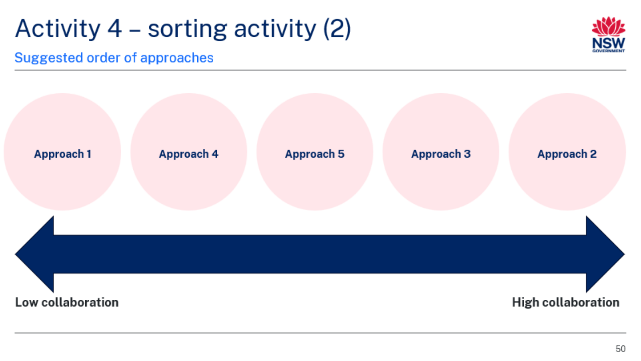 Activity 4 – sorting activity (2)
Suggested order of approaches
NSW
GOVERNMENT
Approach 1
Approach 4
Approach 5
Approach 3
Approach 2
Low collaboration
High collaboration
50